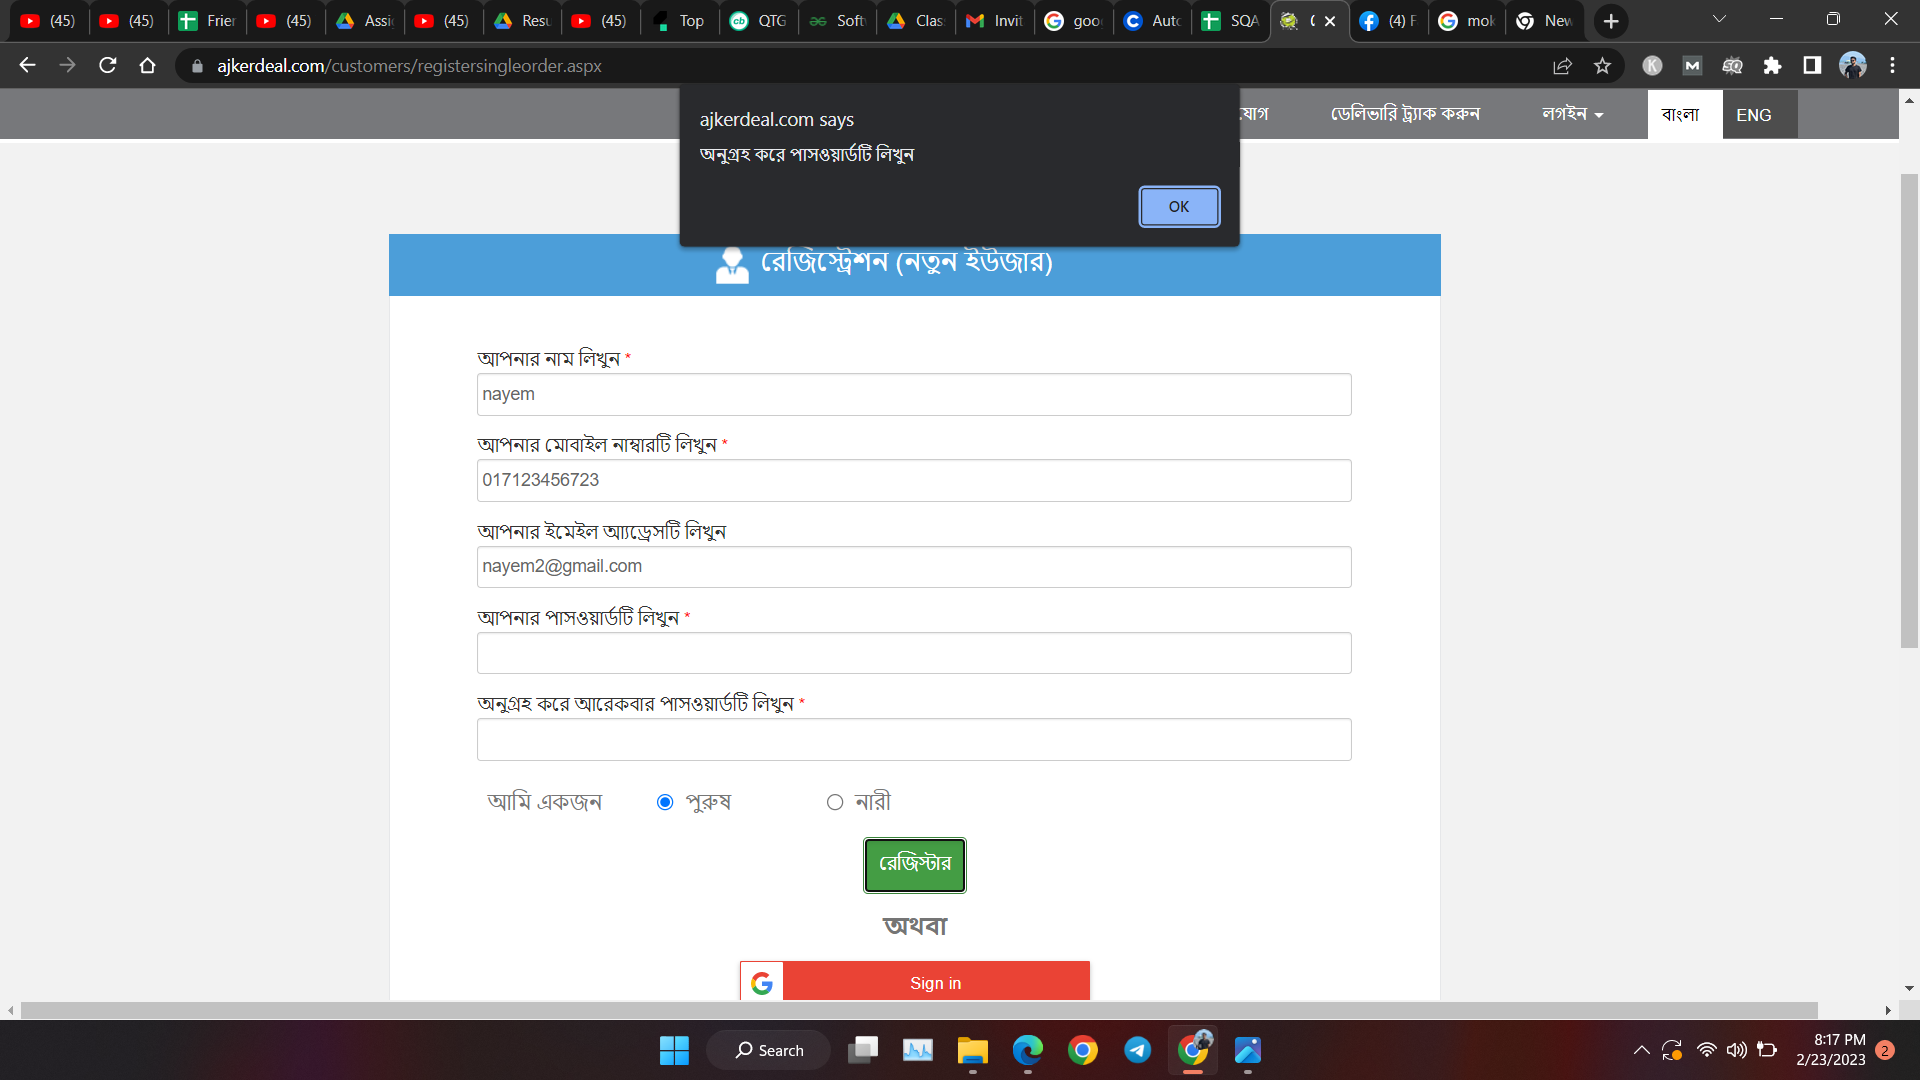 (45)
(45)
Frier
(45)
Assi
(45)
Resu
(45)
Top
QTG
Soft
Clas
Invit
goo
Auto
SQA
(4) F
mok
New
ajkerdeal.com/customers/registersingleorder.aspx
যোগ
ডেলিভারি ট্র্যাক করুন
লগইন
বাংলা
ENG
ajkerdeal.com says
অনুগ্রহ করে পাসওয়ার্ডটি লিখুন
OK
রেজিস্ট্রেশন (নতুন ইউজার)
আপনার নাম লিখুন *
nayem
আপনার মোবাইল নাম্বারটি লিখুন *
017123456723
আপনার ইমেইল অ্যাড্রেসটি লিখুন
nayem2@gmail.com
আপনার পাসওয়ার্ডটি লিখুন *
অনুগ্রহ করে আরেকবার পাসওয়ার্ডটি লিখুন *
আমি একজন
পুরুষ
নারী
রেজিস্টার
অথবা
Sign in
Search
8:17 PM
2/23/2023
2